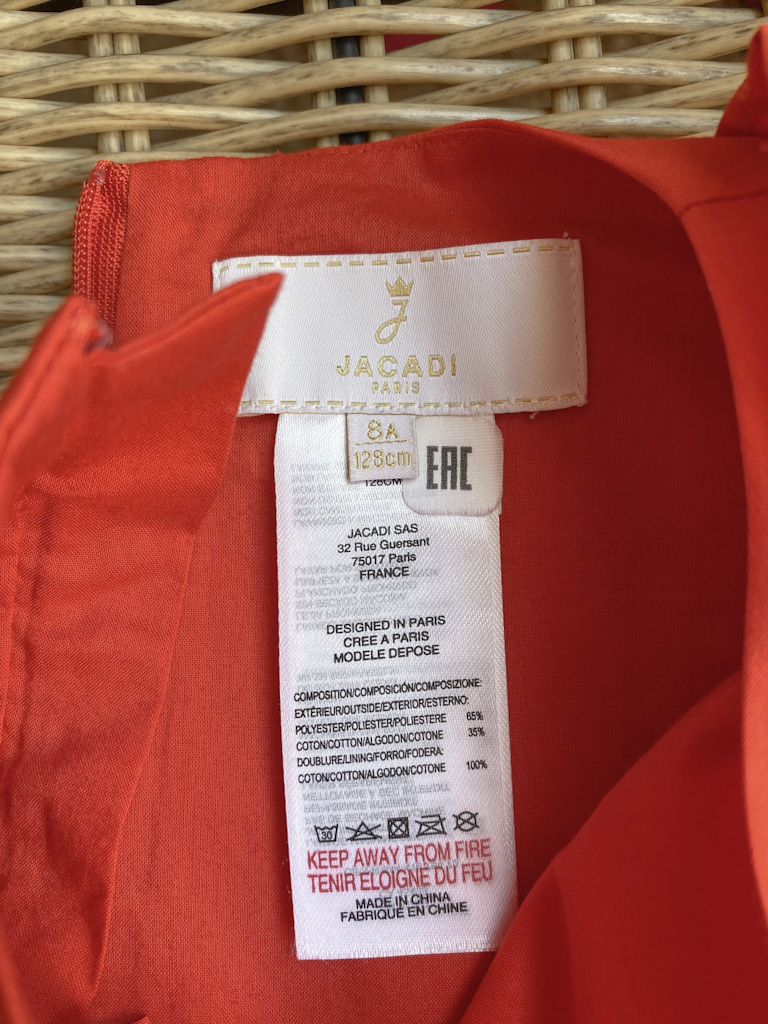 J
JACADI
PARIS
8A
128cm
EAC
128CM
JACADI SAS
32 Rue Guersant
75017 Paris
FRANCE
DESIGNED IN PARIS
CREE A PARIS
MODELE DEPOSE
COMPOSITION/COMPOSICIÓN/COMPOSIZIONE:
EXTÉRIEUR/OUTSIDE/EXTERIOR/ESTERNO:
POLYESTER/POLIESTER/POLIESTERE 65%
COTON/COTTON/ALGODON/COTONE 35%
DOUBLURE/LINING/FORRO/FODERA:
COTON/COTTON/ALGODON/COTONE 100%
30
KEEP AWAY FROM FIRE
TENIR ELOIGNE DU FEU
MADE IN CHINA
FABRIQUÉ EN CHINE